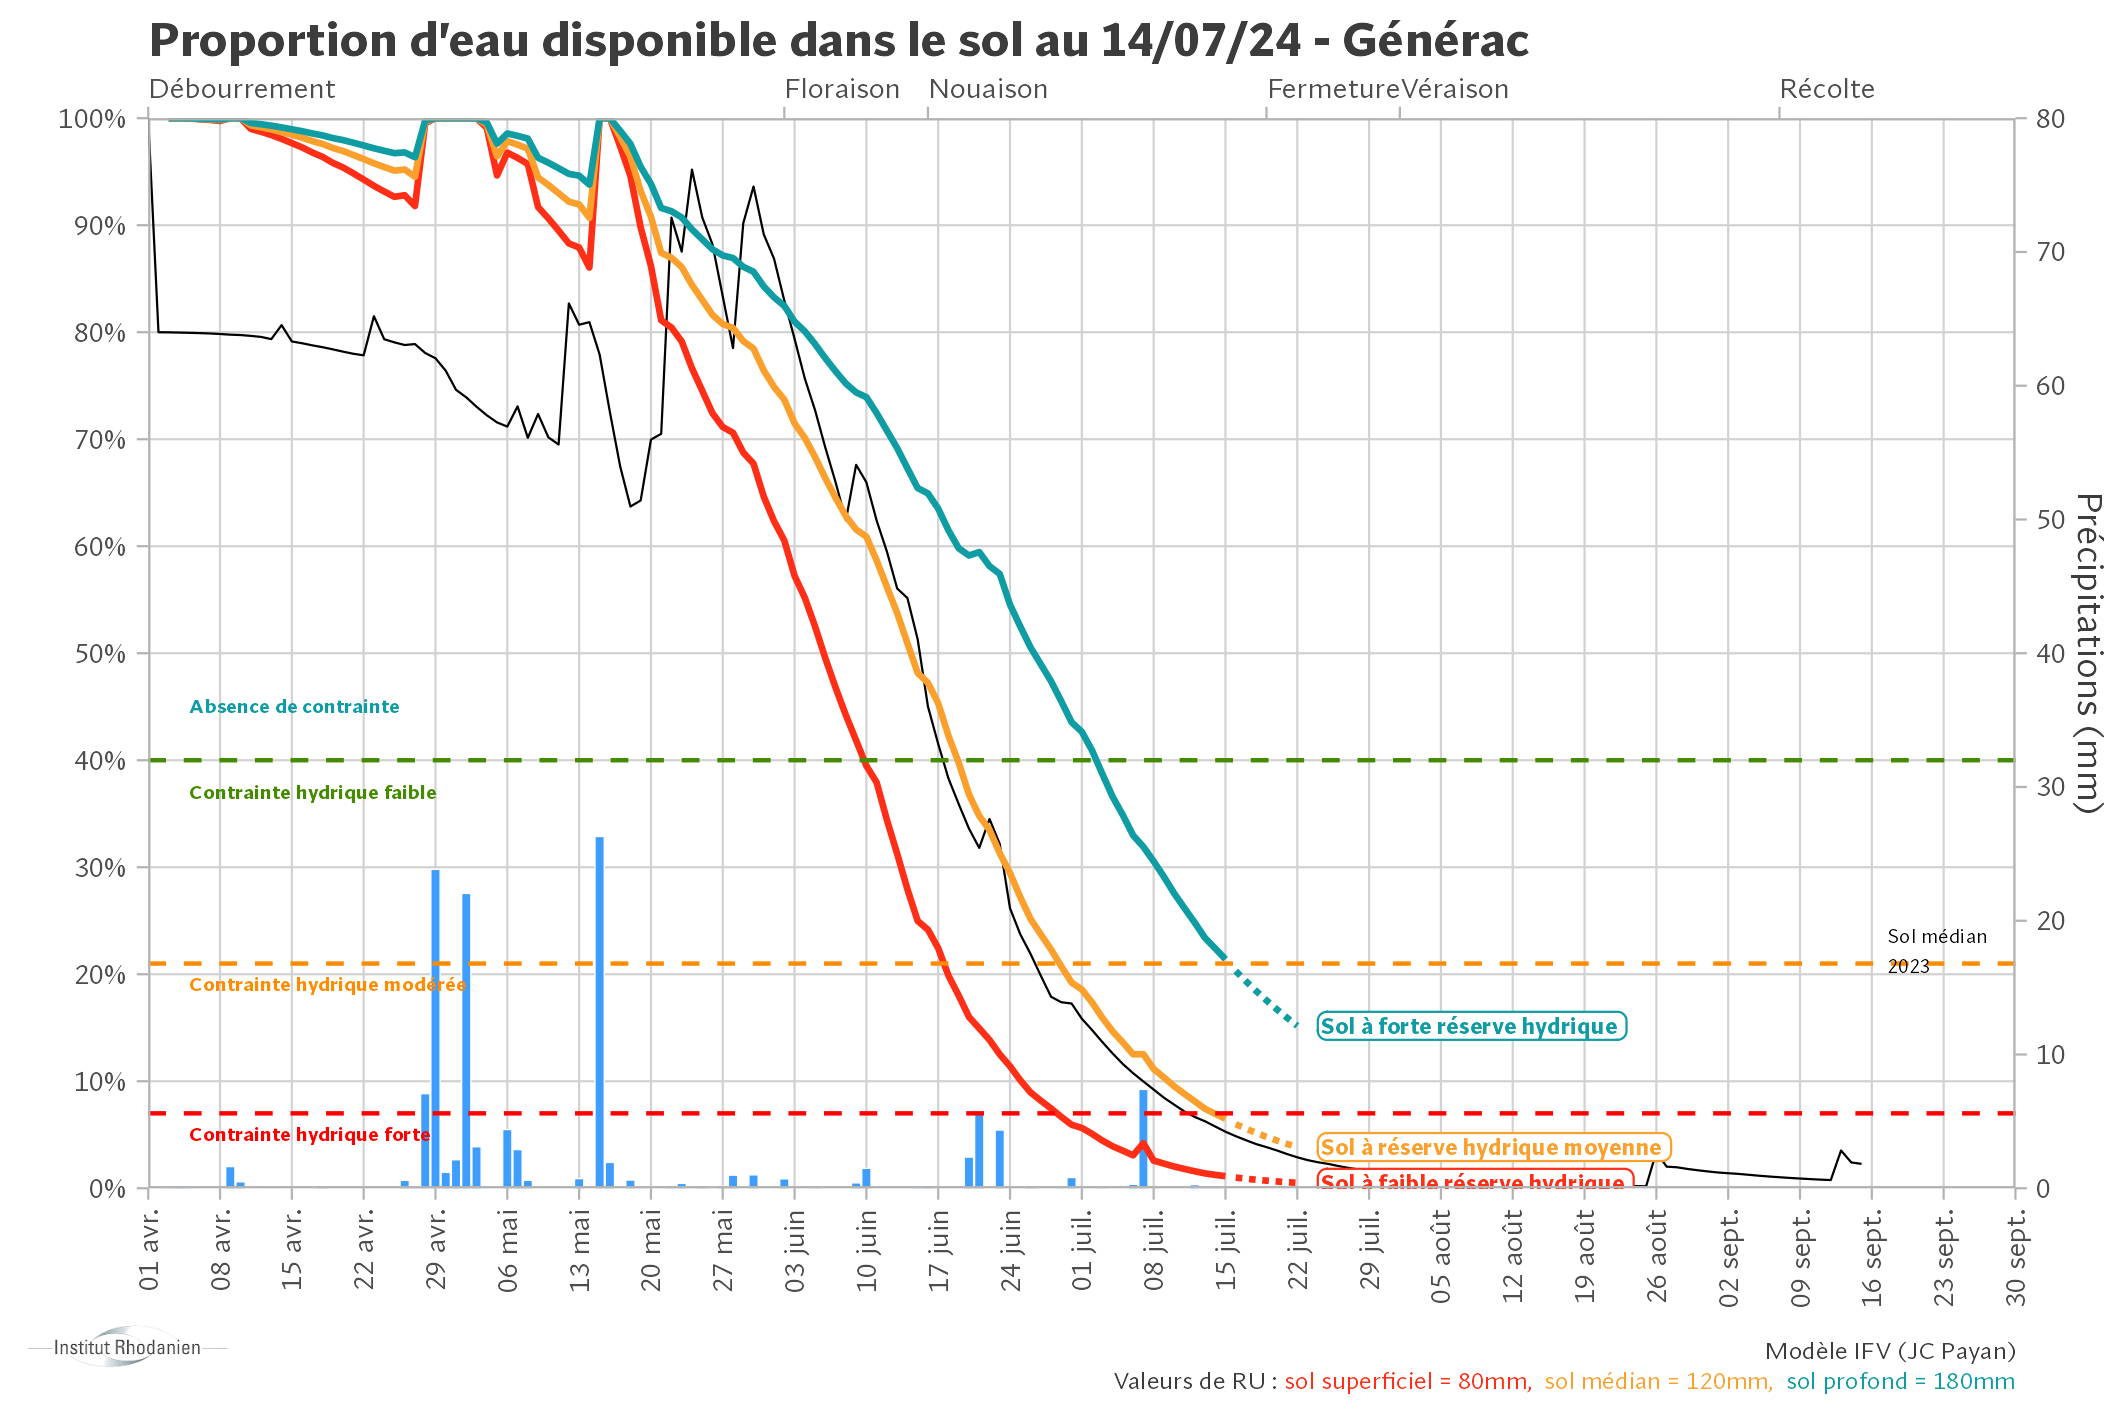 Proportion d'eau disponible dans le sol au 14/07/24 - Générac
Débourrement
Floraison
Nouaison
Fermeture
Véraison
Récolte
100%
90%
80%
70%
60%
50%
40%
30%
20%
10%
0%
80
70
60
50
40
30
20
10
0
Précipitations (mm)
Absence de contrainte
Contrainte hydrique faible
Contrainte hydrique modérée
Contrainte hydrique forte
Sol médian
2023
Sol à forte réserve hydrique
Sol à réserve hydrique moyenne
Sol à faible réserve hydrique
01 avr.
08 avr.
15 avr.
22 avr.
29 avr.
06 mai
13 mai
20 mai
27 mai
03 juin
10 juin
17 juin
24 juin
01 juil.
08 juil.
15 juil.
22 juil.
29 juil.
05 août
12 août
19 août
26 août
02 sept.
09 sept.
16 sept.
23 sept.
30 sept.
Institut Rhodanien
Modèle IFV (JC Payan)
Valeurs de RU : sol superficiel = 80mm, sol médian = 120mm, sol profond = 180mm